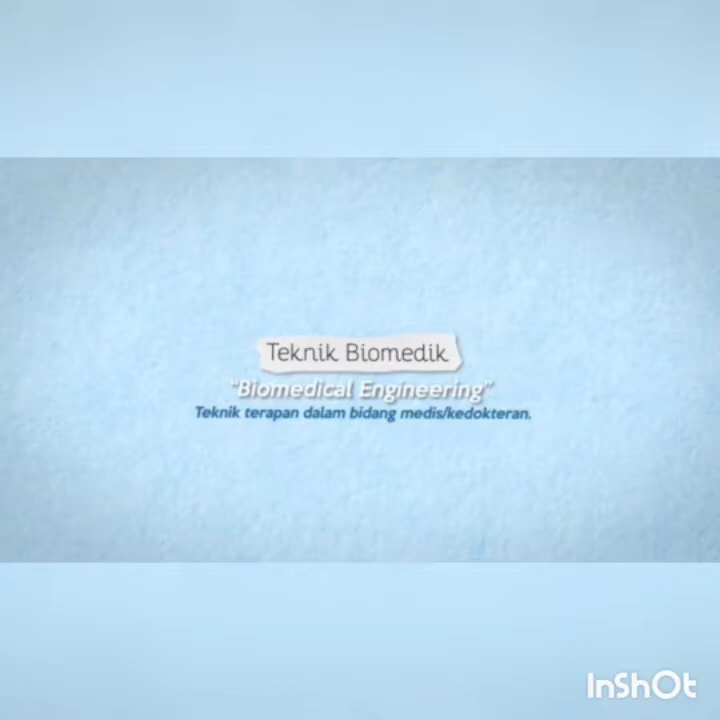 Teknik Biomedik
"Biomedical Engineering"
Teknik terapan dalam bidang medis/kedokteran.
InShOt